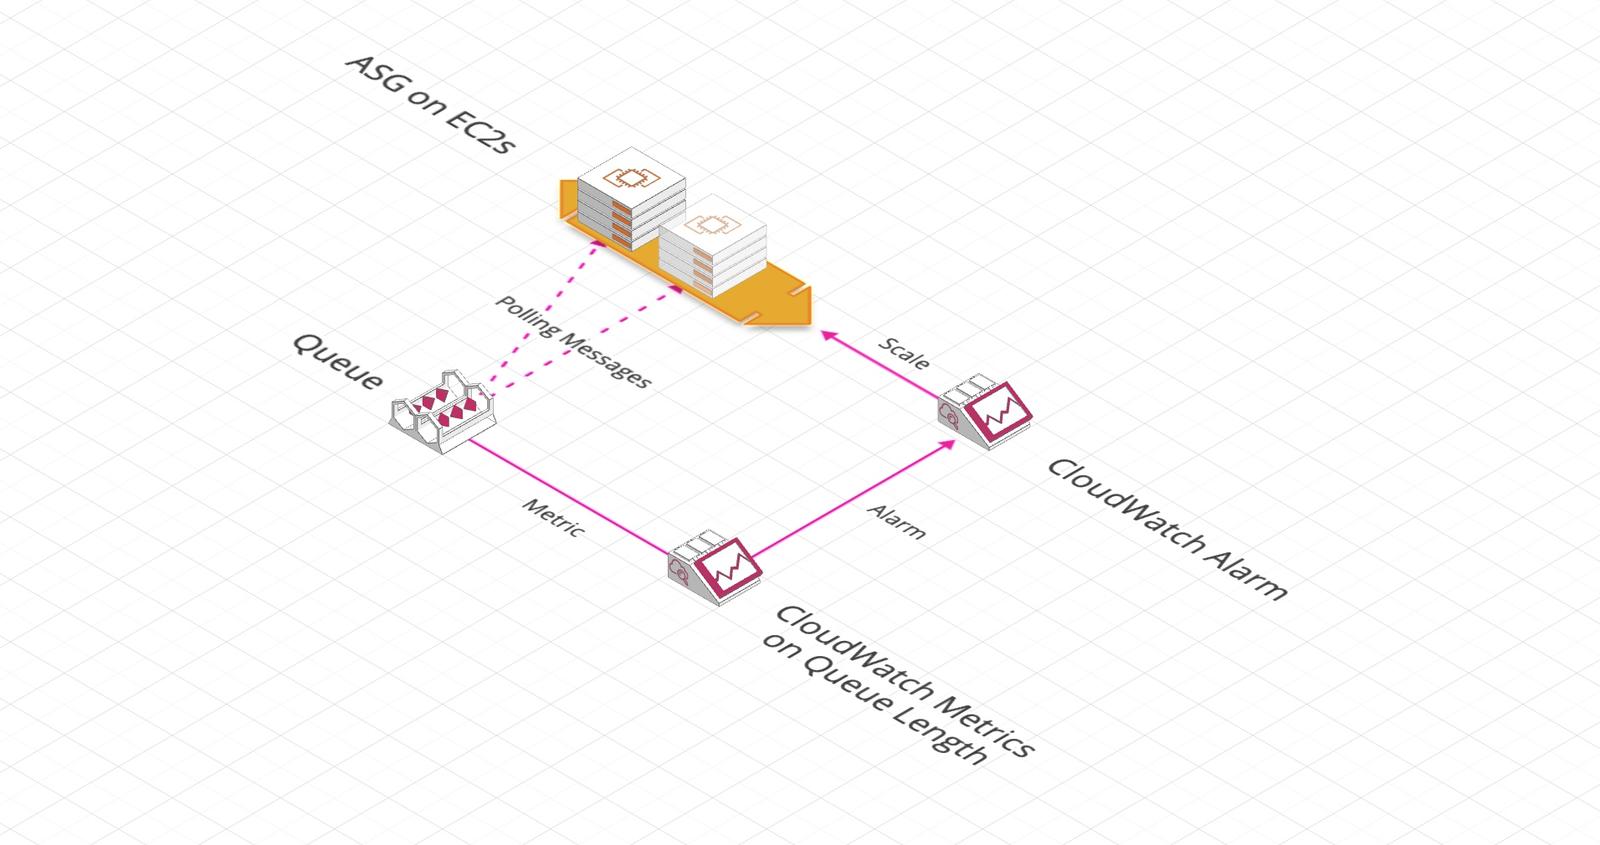 ASG on EC2s
Polling Messages
Queue
Scale
Metric
Alarm
CloudWatch Alarm
CloudWatch Metrics
on Queue Length